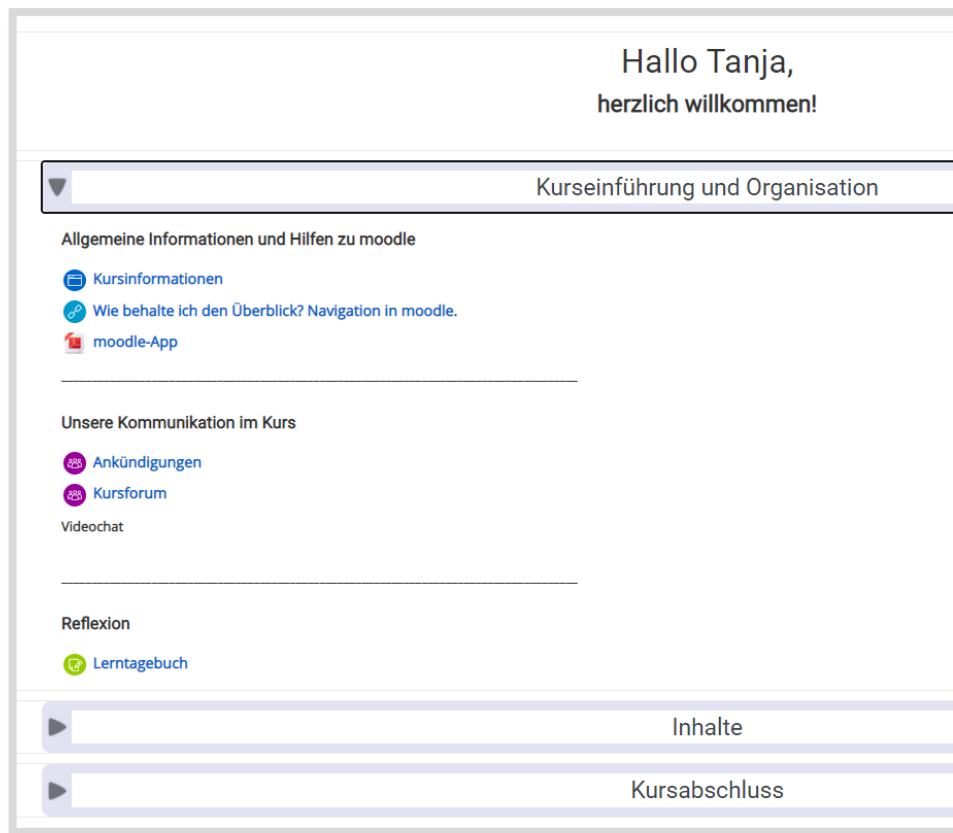 Hallo Tanja,
herzlich willkommen!
Kurseinführung und Organisation
Allgemeine Informationen und Hilfen zu moodle
Kursinformationen
Wie behalte ich den Überblick? Navigation in moodle.
moodle-App
Unsere Kommunikation im Kurs
Ankündigungen
Kursforum
Videochat
Reflexion
Lerntagebuch
Inhalte
Kursabschluss